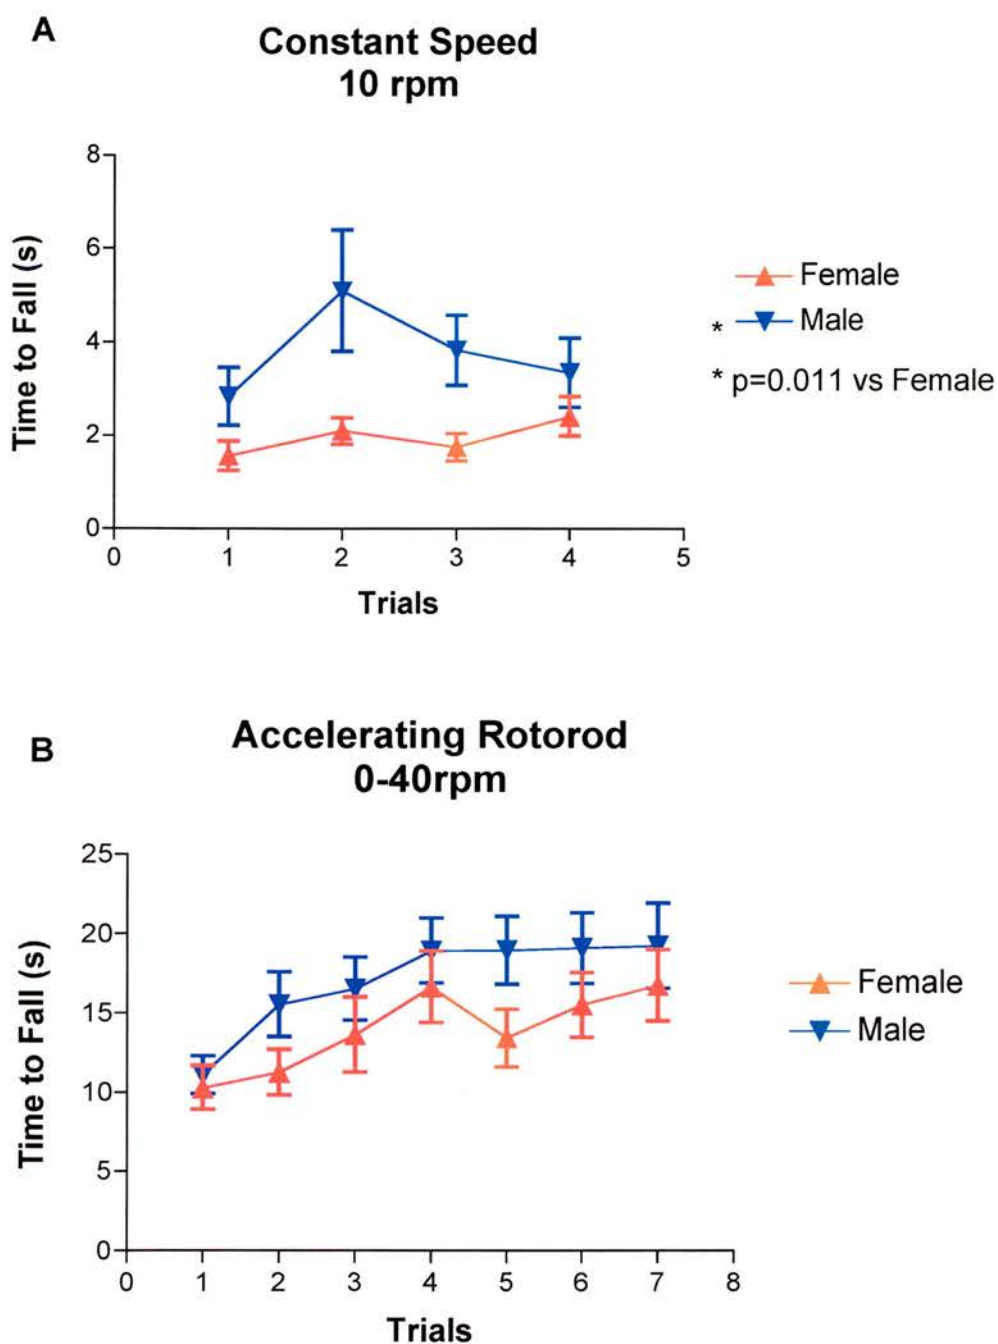 A
Constant Speed
10 rpm
8
6
4
2
0
Time to Fall (s)
0 1 2 3 4 5
Trials
Female
* Male
* p=0.011 vs Female
B
Accelerating Rotorod
0-40rpm
25
20
15
10
5
0
Time to Fall (s)
0 1 2 3 4 5 6 7 8
Trials
Female
Male